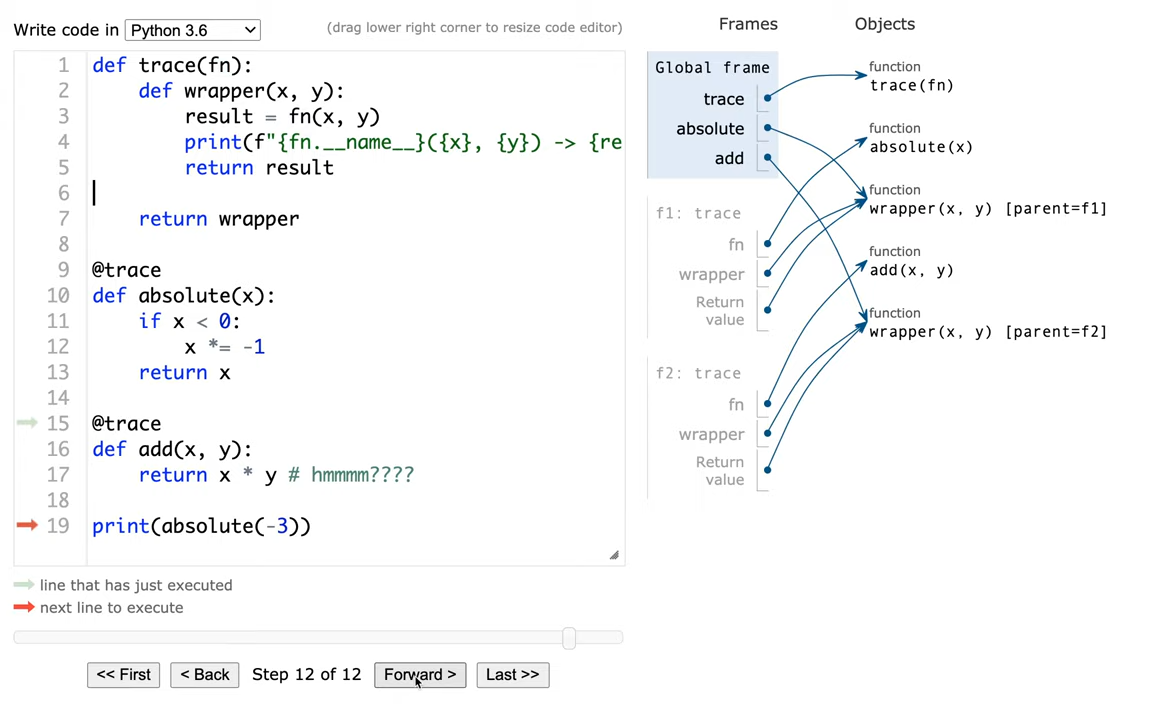 Write code in Python 3.6
(drag lower right corner to resize code editor)
1 def trace(fn):
2     def wrapper(x, y):
3         result = fn(x, y)
4         print(f"{fn.__name__}({x}, {y}) -> {re
5         return result
6
7     return wrapper
8
9 @trace
10 def absolute(x):
11     if x < 0:
12         x *= -1
13     return x
14
15 @trace
16 def add(x, y):
17     return x * y # hmmmm????
18
19 print(absolute(-3))
line that has just executed
next line to execute
<< First
< Back
Step 12 of 12
Forward >
Last >>
Frames
Objects
Global frame
trace
absolute
add
f1: trace
fn
wrapper
Return
value
f2: trace
fn
wrapper
Return
value
function
trace(fn)
function
absolute(x)
function
wrapper(x, y) [parent=f1]
function
add(x, y)
function
wrapper(x, y) [parent=f2]